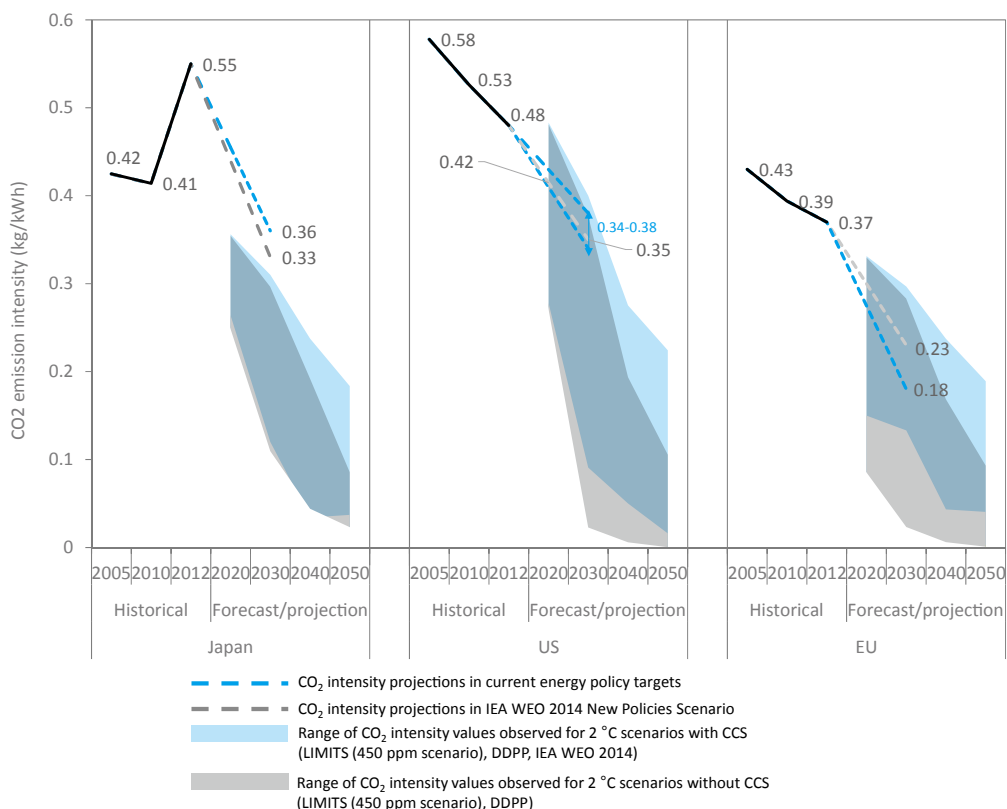 CO2 emission intensity (kg/kWh)
0.6
0.5
0.4
0.3
0.2
0.1
0
0.42
0.41
0.55
0.36
0.33
0.58
0.53
0.48
0.42
0.34-0.38
0.35
0.43
0.39
0.37
0.23
0.18
2005 2010 2012 2020 2030 2040 2050 2005 2010 2012 2020 2030 2040 2050 2005 2010 2012 2020 2030 2040 2050
Historical Forecast/projection Historical Forecast/projection Historical Forecast/projection
Japan US EU
CO2 intensity projections in current energy policy targets
CO2 intensity projections in IEA WEO 2014 New Policies Scenario
Range of CO2 intensity values observed for 2 °C scenarios with CCS
(LIMITS (450 ppm scenario), DDPP, IEA WEO 2014)
Range of CO2 intensity values observed for 2 °C scenarios without CCS
(LIMITS (450 ppm scenario), DDPP)